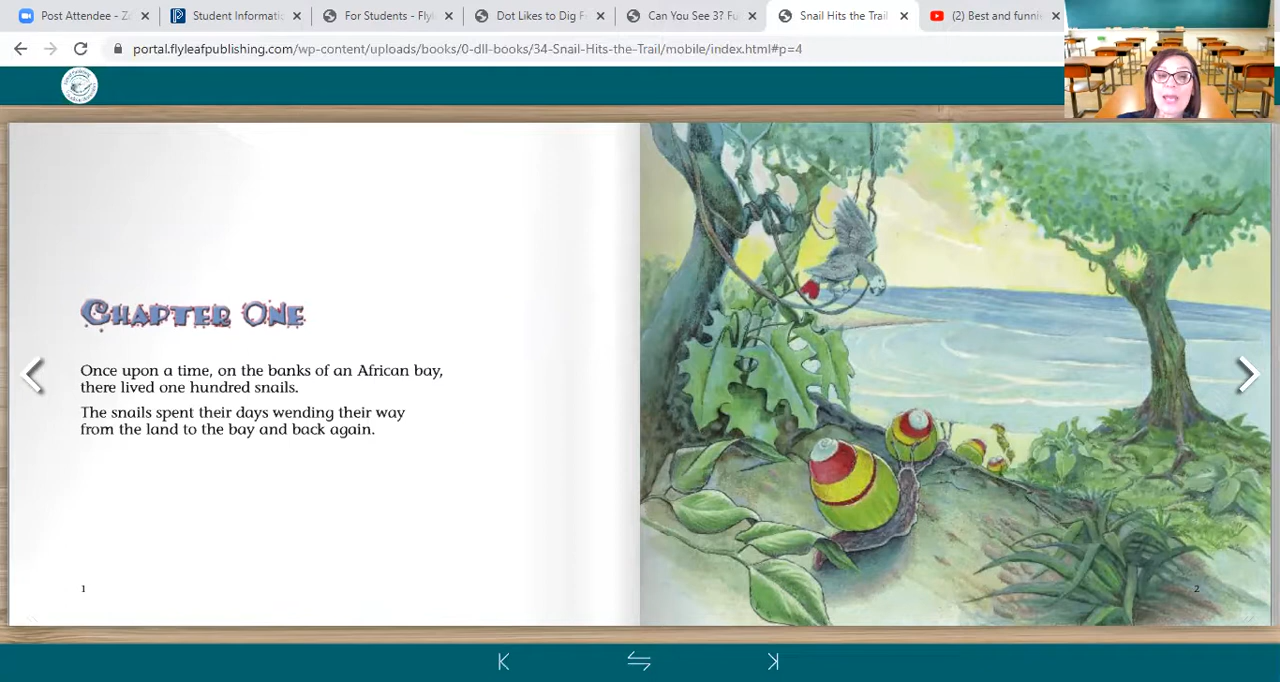 Post Attendee - Z
Student Informatic
For Students - Flyl
Dot Likes to Dig F
Can You See 3? Fu
Snail Hits the Trail
(2) Best and funni
portal.flyleafpublishing.com/wp-content/uploads/books/0-dll-books/34-Snail-Hits-the-Trail/mobile/index.html#p=4
CHAPTER ONE
Once upon a time, on the banks of an African bay,
there lived one hundred snails.
The snails spent their days wending their way
from the land to the bay and back again.
1
2